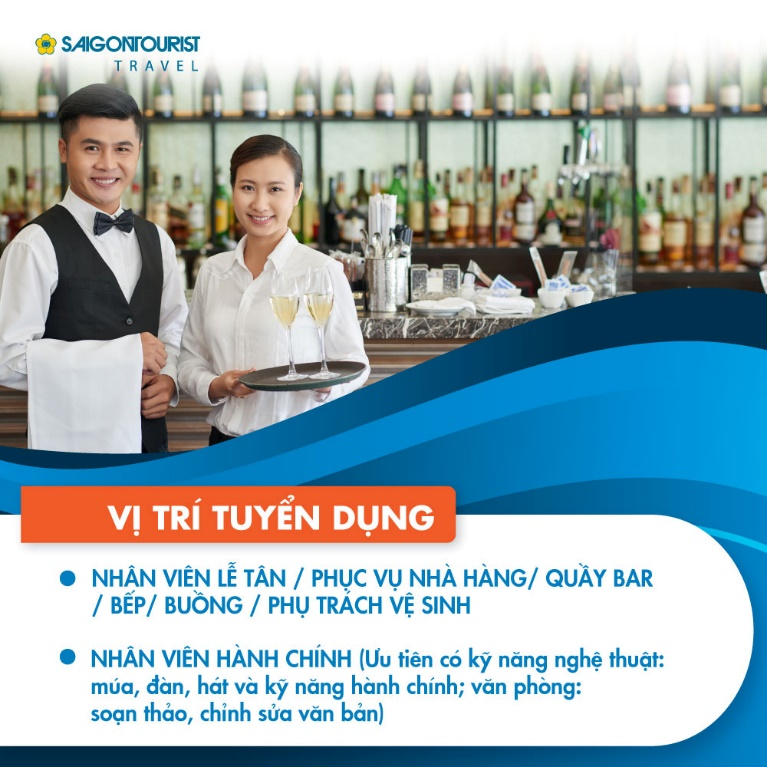 SAIGONTOURIST
TRAVEL
VỊ TRÍ TUYỂN DỤNG
NHÂN VIÊN LỄ TÂN / PHỤC VỤ NHÀ HÀNG/ QUẦY BAR
/ BẾP/ BUỒNG / PHỤ TRÁCH VỆ SINH
NHÂN VIÊN HÀNH CHÍNH (Ưu tiên có kỹ năng nghệ thuật:
múa, đàn, hát và kỹ năng hành chính; văn phòng:
soạn thảo, chỉnh sửa văn bản)